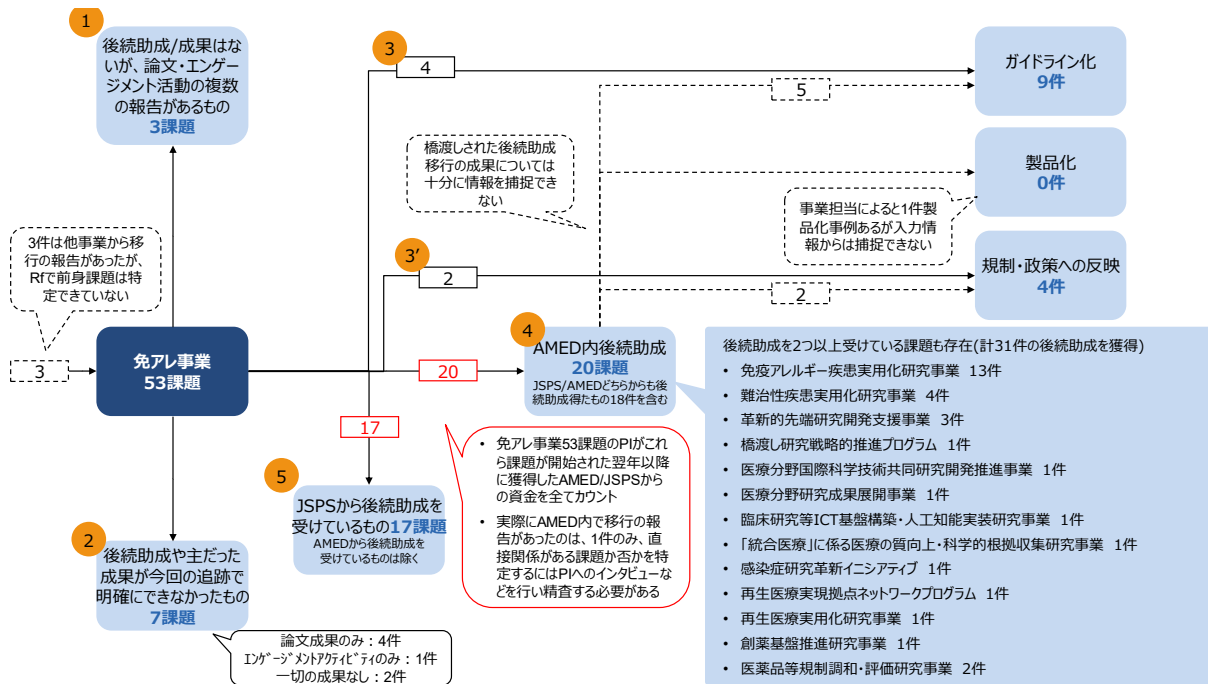 1
後続助成/成果はな
いが、論文・エンゲー
ジメント活動の複数
の報告があるもの
3課題
3
4
ガイドライン化
9件
5
橋渡しされた後続助成
移行の成果については
十分に情報を捕捉でき
ない
製品化
0件
事業担当によると1件製
品化事例あるが入力情
報からは捕捉できない
3件は他事業から移
行の報告があったが、
Rfで前身課題は特
定できていない
3′
2
規制・政策への反映
4件
2
3
免アレ事業
53課題
20
4
AMED内後続助成
20課題
JSPS/AMEDどちらからも後
続助成得たもの18件を含む
17
後続助成を2つ以上受けている課題も存在(計31件の後続助成を獲得)
• 免疫アレルギー疾患実用化研究事業 13件
• 難治性疾患実用化研究事業 4件
• 革新的先端研究開発支援事業 3件
• 橋渡し研究戦略的推進プログラム 1件
• 医療分野国際科学技術共同研究開発推進事業 1件
• 医療分野研究成果展開事業 1件
• 臨床研究等ICT基盤構築・人工知能実装研究事業 1件
• 「統合医療」に係る医療の質向上・科学的根拠収集研究事業 1件
• 感染症研究革新イニシアティブ 1件
• 再生医療実現拠点ネットワークプログラム 1件
• 再生医療実用化研究事業 1件
• 創薬基盤推進研究事業 1件
• 医薬品等規制調和・評価研究事業 2件
• 免アレ事業53課題のPIがこれ
ら課題が開始された翌年以降
に獲得したAMED/JSPSから
の資金を全てカウント
• 実際にAMED内で移行の報
告があったのは、1件のみ、直
接関係がある課題か否かを特
定するにはPIへのインタビューな
どを行い精査する必要がある
5
JSPSから後続助成を
受けているもの17課題
AMEDから後続助成を
受けているものは除く
2
後続助成や主だった
成果が今回の追跡で
明確にできなかったもの
7課題
論文成果のみ：4件
ｴﾝｹﾞｰｼﾞﾒﾝﾄｱｸﾃｨﾋﾞﾃｨのみ：1件
一切の成果なし：2件